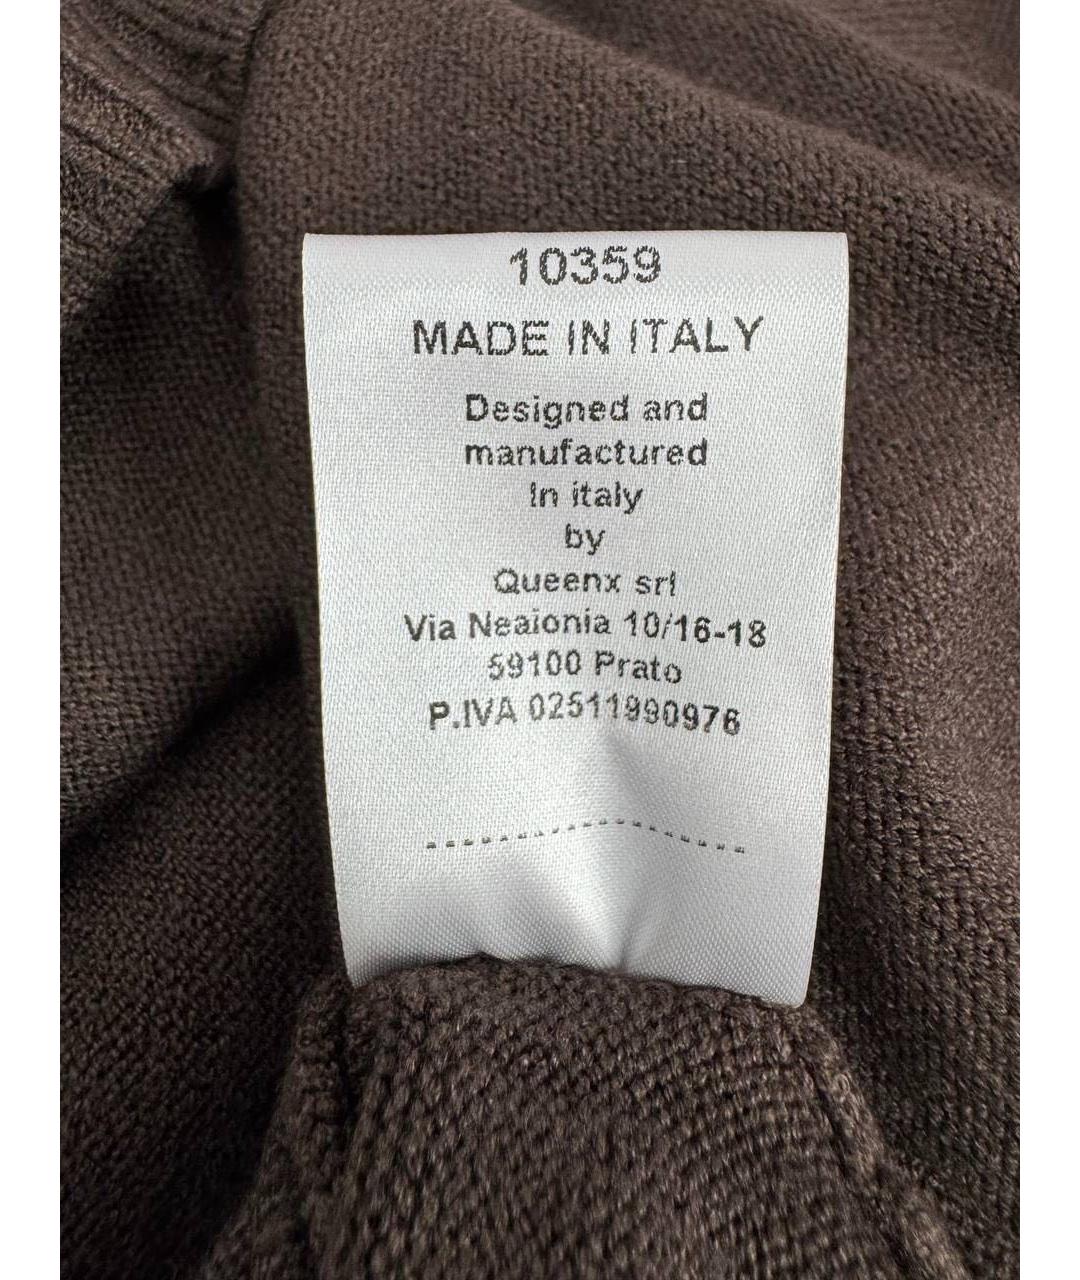 10359
MADE IN ITALY
Designed and
manufactured
In italy
by
Queenx srl
Via Neaionia 10/16-18
59100 Prato
P.IVA 02511990976